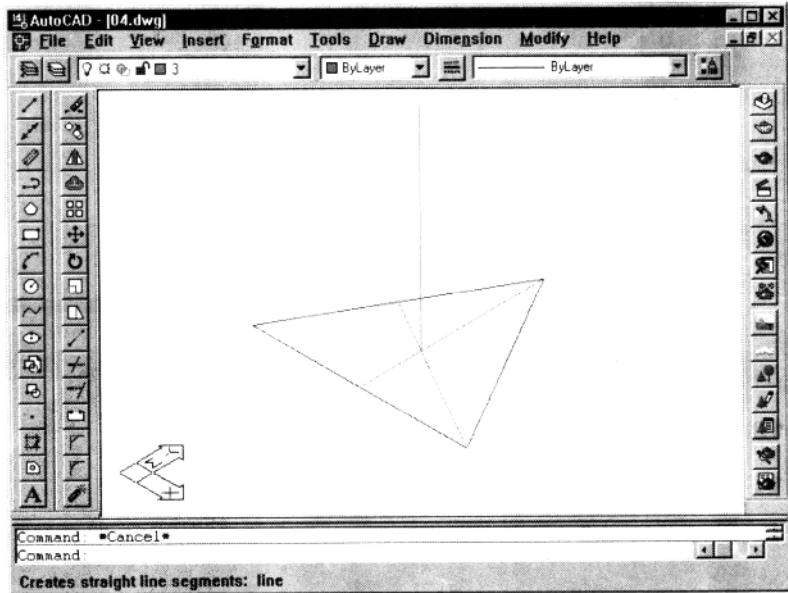 AutoCAD - [04.dwg]
File Edit View Insert Format Tools Draw Dimension Modify Help
3 ByLayer ByLayer
A
Command: *Cancel*
Command:
Creates straight line segments: line